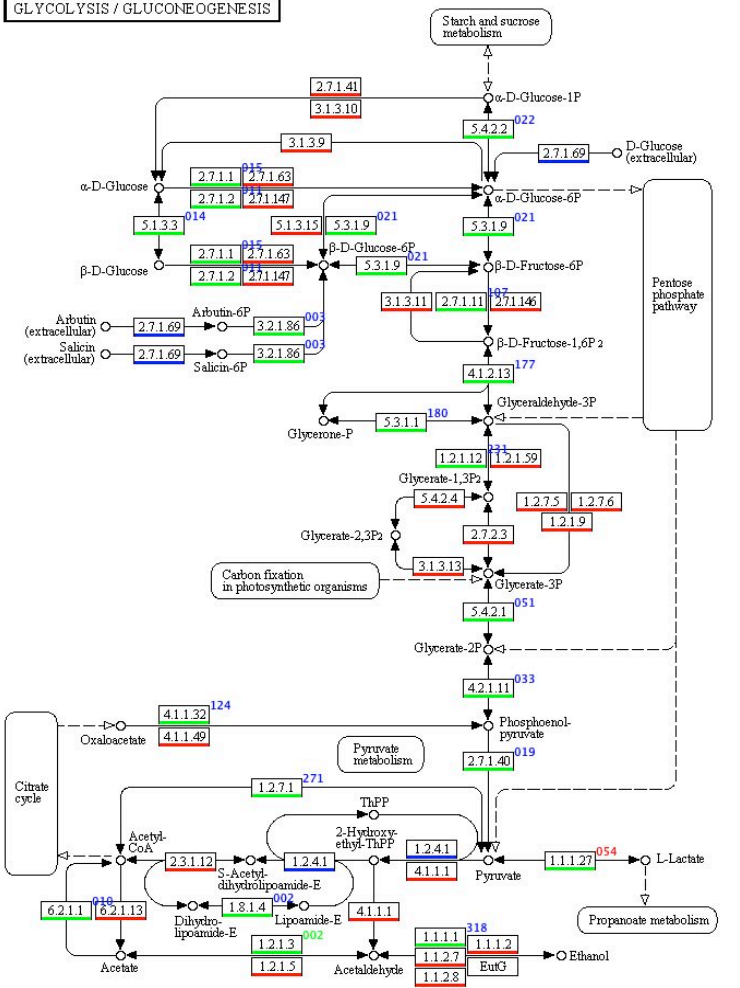 GLYCOLYSIS / GLUCONEOGENESIS
Starch and sucrose
metabolism
2.7.1.41
α-D-Glucose-1P
3.1.3.10
5.4.2.2 022
3.1.3.9
2.7.1.69
D-Glucose
(extracellular)
α-D-Glucose
2.7.1.1 015 2.7.1.63
2.7.1.2 011 2.7.1.147
α-D-Glucose-6P
5.1.3.3 014
5.1.3.15 5.3.1.9 021
5.3.1.9 021
β-D-Glucose-6P
β-D-Glucose
2.7.1.1 015 2.7.1.63
2.7.1.2 011 2.7.1.147
5.3.1.9 021
β-D-Fructose-6P
Pentose
phosphate
pathway
3.1.3.11 2.7.1.11 107 2.7.1.146
Arbutin
(extracellular)
2.7.1.69
Arbutin-6P
3.2.1.86 003
Salicin
(extracellular)
2.7.1.69
Salicin-6P
3.2.1.86 003
β-D-Fructose-1,6P2
4.1.2.13 177
Glyceraldehyde-3P
Glycerone-P
5.3.1.1 180
1.2.1.12 231 1.2.1.59
Glycerate-1,3P2
5.4.2.4
1.2.7.5 1.2.7.6
1.2.1.9
Glycerate-2,3P2
2.7.2.3
3.1.3.13
Carbon fixation
in photosynthetic organisms
Glycerate-3P
5.4.2.1 051
Glycerate-2P
4.2.1.11 033
4.1.1.32 124
Oxaloacetate
4.1.1.49
Phosphoenol-
pyruvate
Pyruvate
metabolism
2.7.1.40 019
Citrate
cycle
1.2.7.1 271
ThPP
2-Hydroxy-
ethyl-ThPP
Acetyl-
CoA
2.3.1.12
S-Acetyl-
dihydrolipoamide-E
1.2.4.1
1.2.4.1
4.1.1.1
Pyruvate
1.1.1.27 054
L-Lactate
6.2.1.1 010 6.2.1.13
Dihydro-
lipoamide-E
1.8.1.4 002
Lipoamide-E
4.1.1.1
Propanoate metabolism
Acetate
1.2.1.3 002
1.2.1.5
Acetaldehyde
1.1.1.1 318
1.1.1.2
1.1.2.7
EutG
1.1.2.8
Ethanol